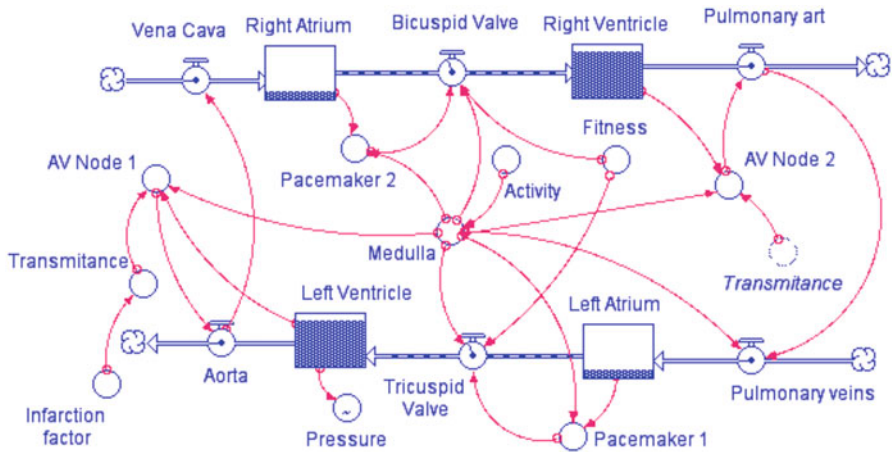 Vena Cava
Right Atrium
Bicuspid Valve
Right Ventricle
Pulmonary art
AV Node 1
Pacemaker 2
Activity
Fitness
AV Node 2
Transmitance
Medulla
Transmitance
Left Ventricle
Left Atrium
Aorta
Tricuspid
Valve
Pulmonary veins
Infarction
factor
Pressure
Pacemaker 1
~